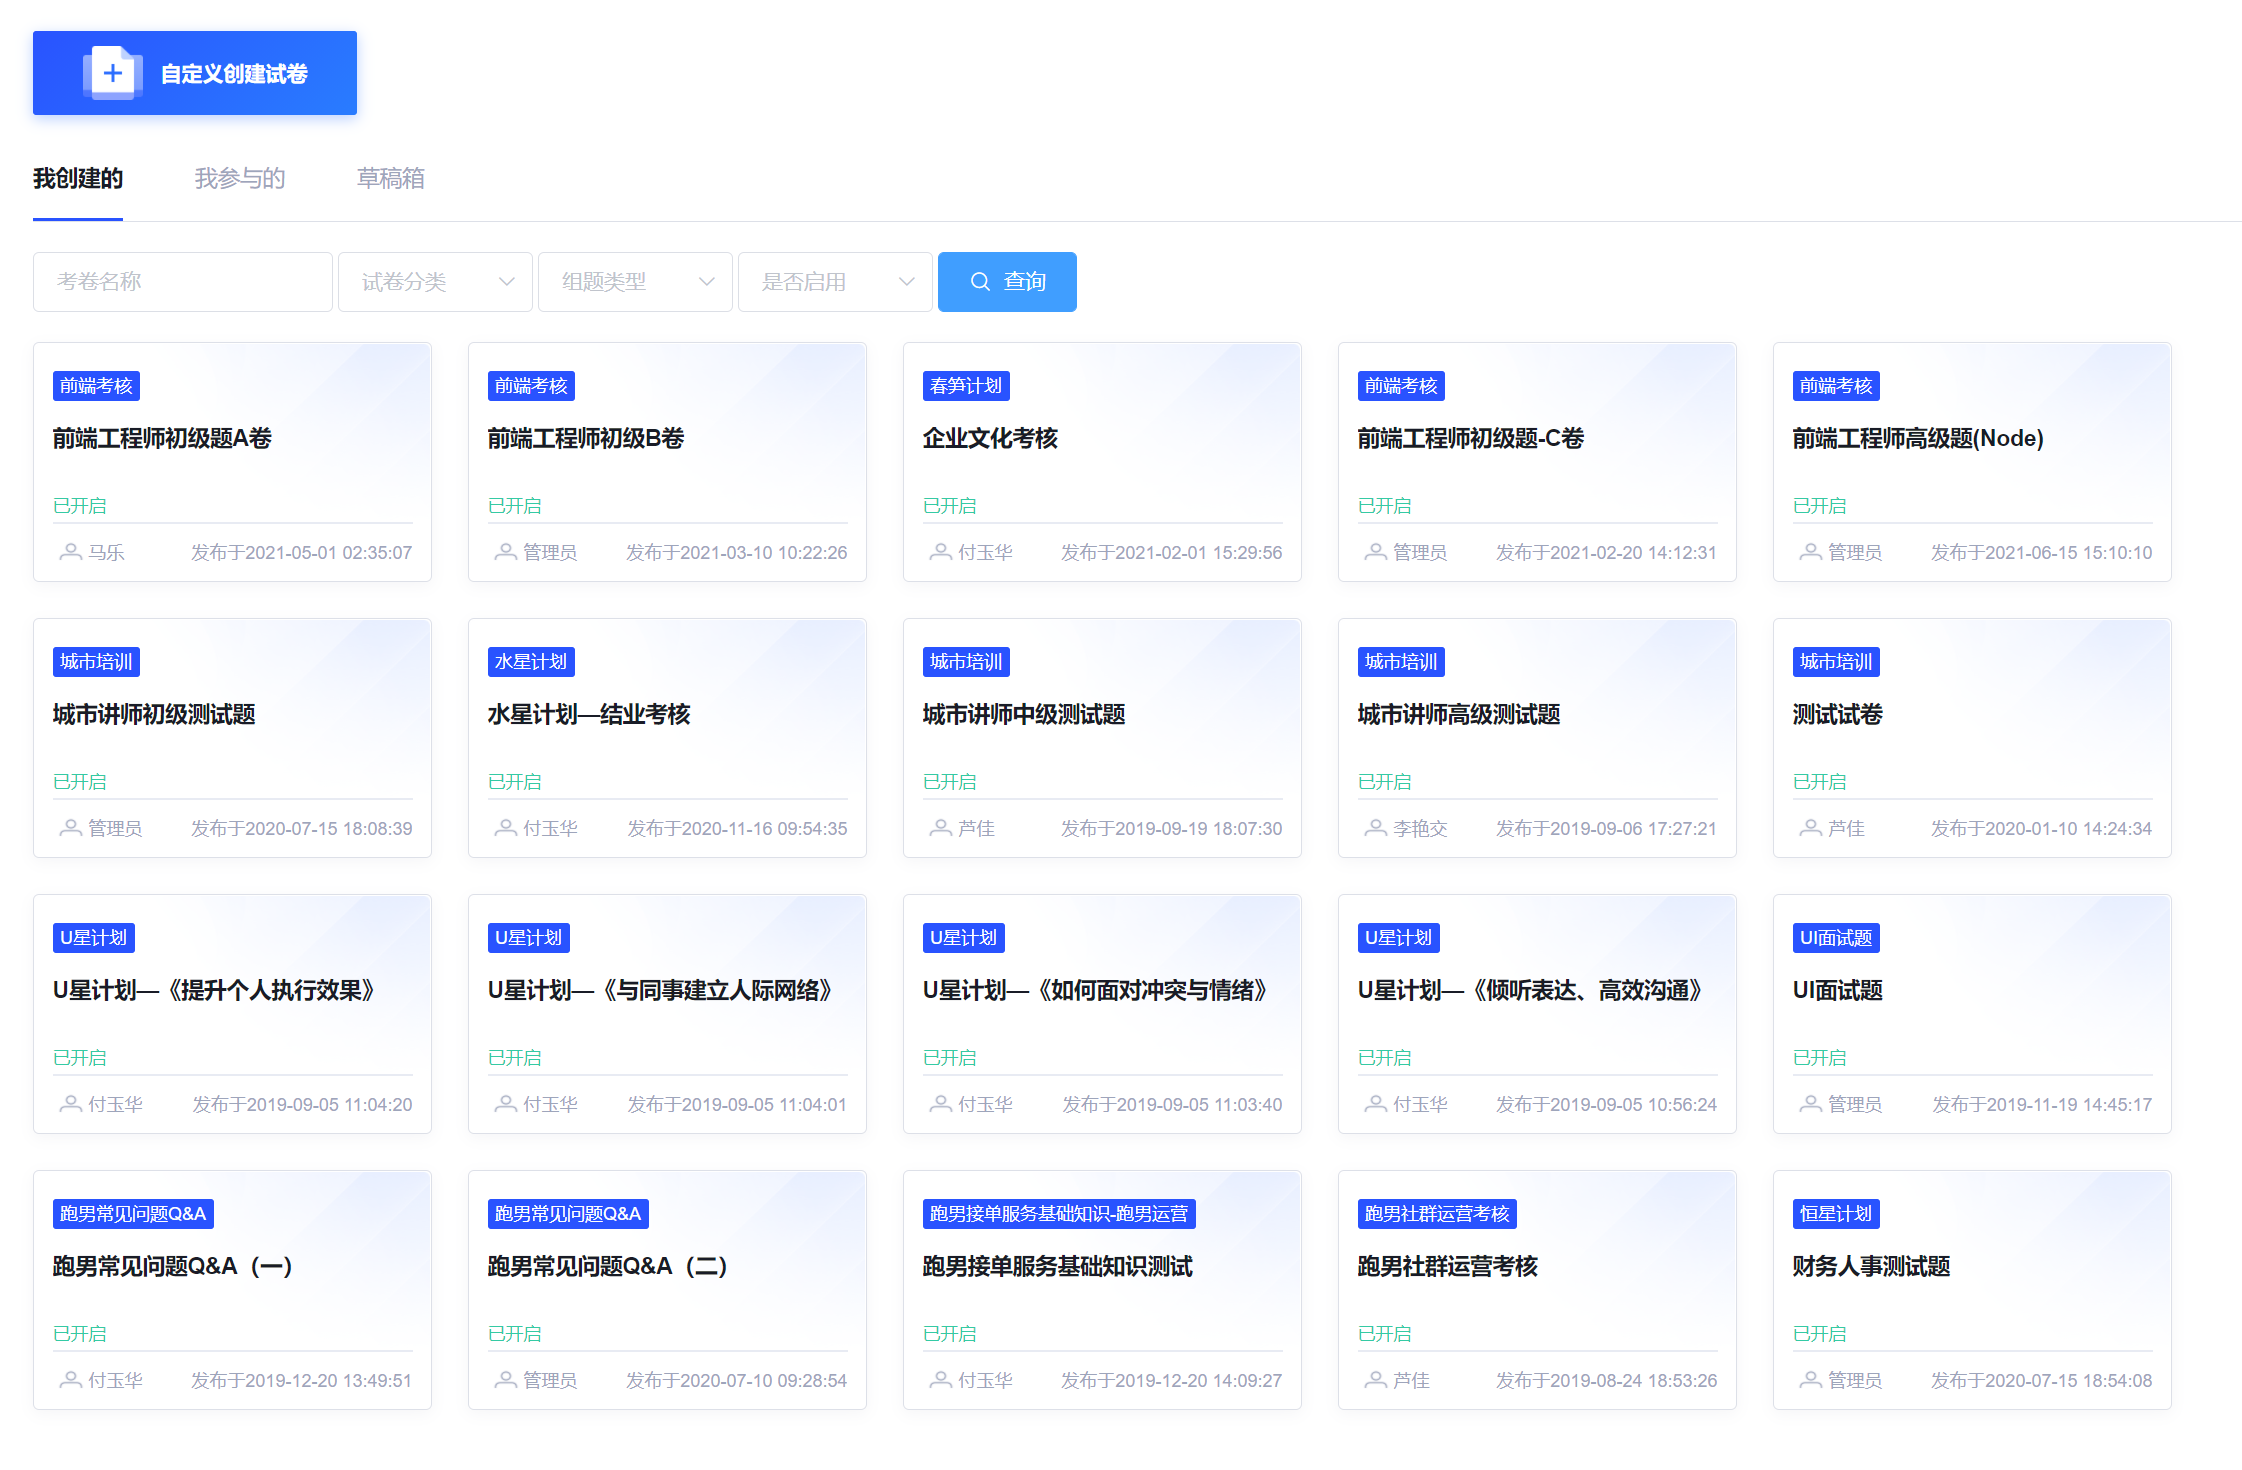 自定义创建试卷
我创建的
我参与的
草稿箱
考卷名称
试卷分类
组题类型
是否启用
查询
前端考核
前端工程师初级题A卷
已开启
马乐
发布于2021-05-01 02:35:07
前端考核
前端工程师初级B卷
已开启
管理员
发布于2021-03-10 10:22:26
春笋计划
企业文化考核
已开启
付玉华
发布于2021-02-01 15:29:56
前端考核
前端工程师初级题-C卷
已开启
管理员
发布于2021-02-20 14:12:31
前端考核
前端工程师高级题(Node)
已开启
管理员
发布于2021-06-15 15:10:10
城市培训
城市讲师初级测试题
已开启
管理员
发布于2020-07-15 18:08:39
水星计划
水星计划—结业考核
已开启
付玉华
发布于2020-11-16 09:54:35
城市培训
城市讲师中级测试题
已开启
芦佳
发布于2019-09-19 18:07:30
城市培训
城市讲师高级测试题
已开启
李艳交
发布于2019-09-06 17:27:21
城市培训
测试试卷
已开启
芦佳
发布于2020-01-10 14:24:34
U星计划
U星计划—《提升个人执行效果》
已开启
付玉华
发布于2019-09-05 11:04:20
U星计划
U星计划—《与同事建立人际网络》
已开启
付玉华
发布于2019-09-05 11:04:01
U星计划
U星计划—《如何面对冲突与情绪》
已开启
付玉华
发布于2019-09-05 11:03:40
U星计划
U星计划—《倾听表达、高效沟通》
已开启
付玉华
发布于2019-09-05 10:56:24
UI面试题
UI面试题
已开启
管理员
发布于2019-11-19 14:45:17
跑男常见问题Q&A
跑男常见问题Q&A（一）
已开启
付玉华
发布于2019-12-20 13:49:51
跑男常见问题Q&A
跑男常见问题Q&A（二）
已开启
管理员
发布于2020-07-10 09:28:54
跑男接单服务基础知识-跑男运营
跑男接单服务基础知识测试
已开启
付玉华
发布于2019-12-20 14:09:27
跑男社群运营考核
跑男社群运营考核
已开启
芦佳
发布于2019-08-24 18:53:26
恒星计划
财务人事测试题
已开启
管理员
发布于2020-07-15 18:54:08